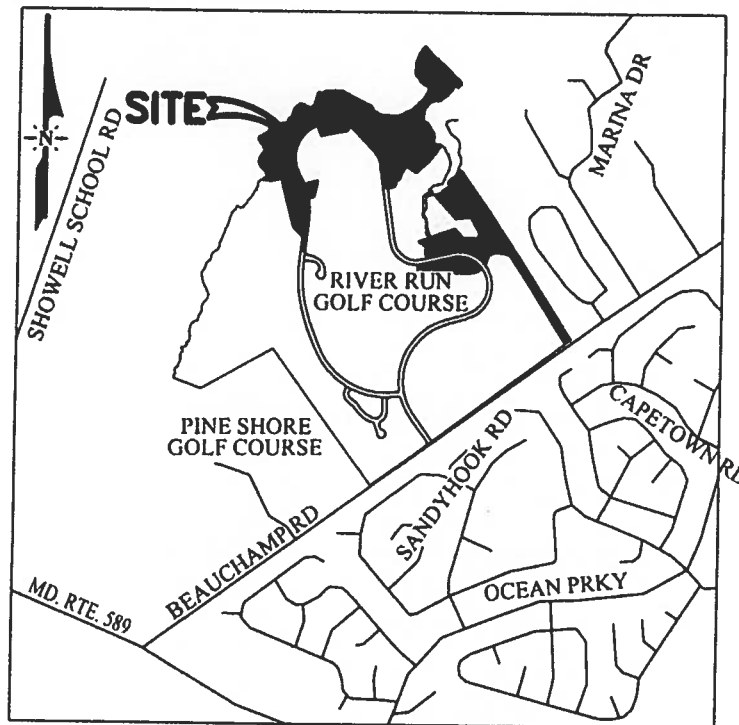 SITE
N
SHOWELL SCHOOL RD
MARINA DR
RIVER RUN
GOLF COURSE
PINE SHORE
GOLF COURSE
CAPETOWN RD
SANDYHOOK RD
BEAUCHAMP RD
OCEAN PRKY
MD. RTE. 589